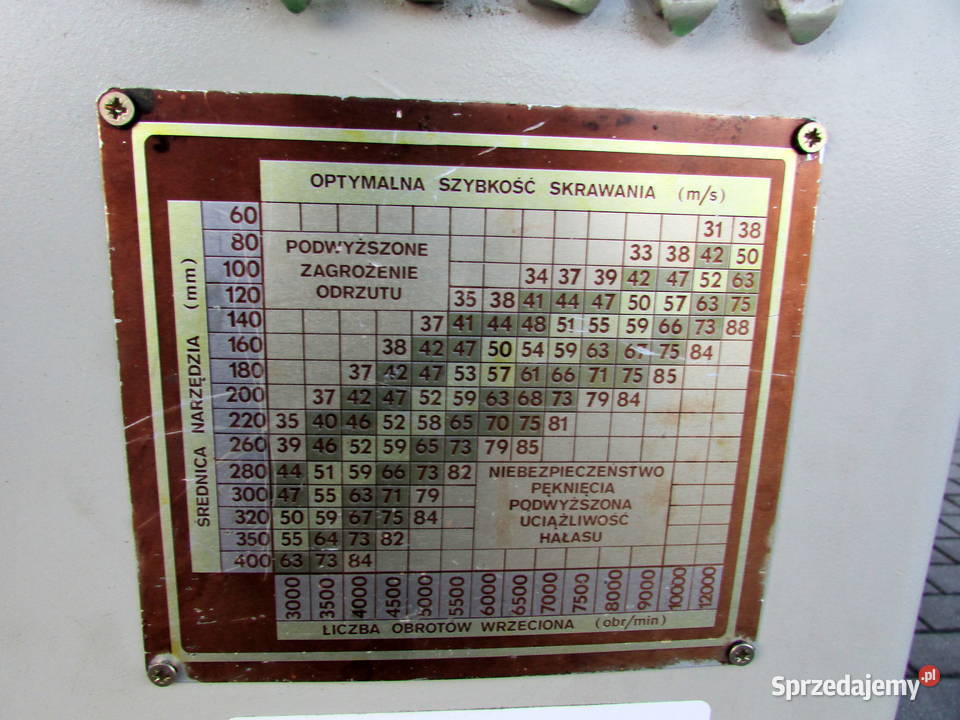 OPTYMALNA SZYBKOŚĆ SKRAWANIA (m/s)
ŚREDNICA NARZĘDZIA (mm)
60 31 38
80 33 38 42 50
PODWYŻSZONE
ZAGROŻENIE
ODRZUTU
100 34 37 39 42 47 52 63
120 35 38 41 44 47 50 57 63 75
140 37 41 44 48 51 55 59 66 73 88
160 38 42 47 50 54 59 63 67 75 84
180 37 42 47 53 57 61 66 71 75 85
200 37 42 47 52 59 63 68 73 79 84
220 35 40 46 52 58 65 70 75 81
260 39 46 52 59 65 73 79 85
280 44 51 59 66 73 82
300 47 55 63 71 79
320 50 59 67 75 84
350 55 64 73 82
400 63 73 84
NIEBEZPIECZEŃSTWO
PĘKNIĘCIA
PODWYŻSZONA
UCIĄŻLIWOŚĆ
HAŁASU
3000 3500 4000 4500 5000 5500 6000 6500 7000 7500 8000 9000 10000 12000
LICZBA OBROTÓW WRZECIONA (obr/min)
Sprzedajemy.pl